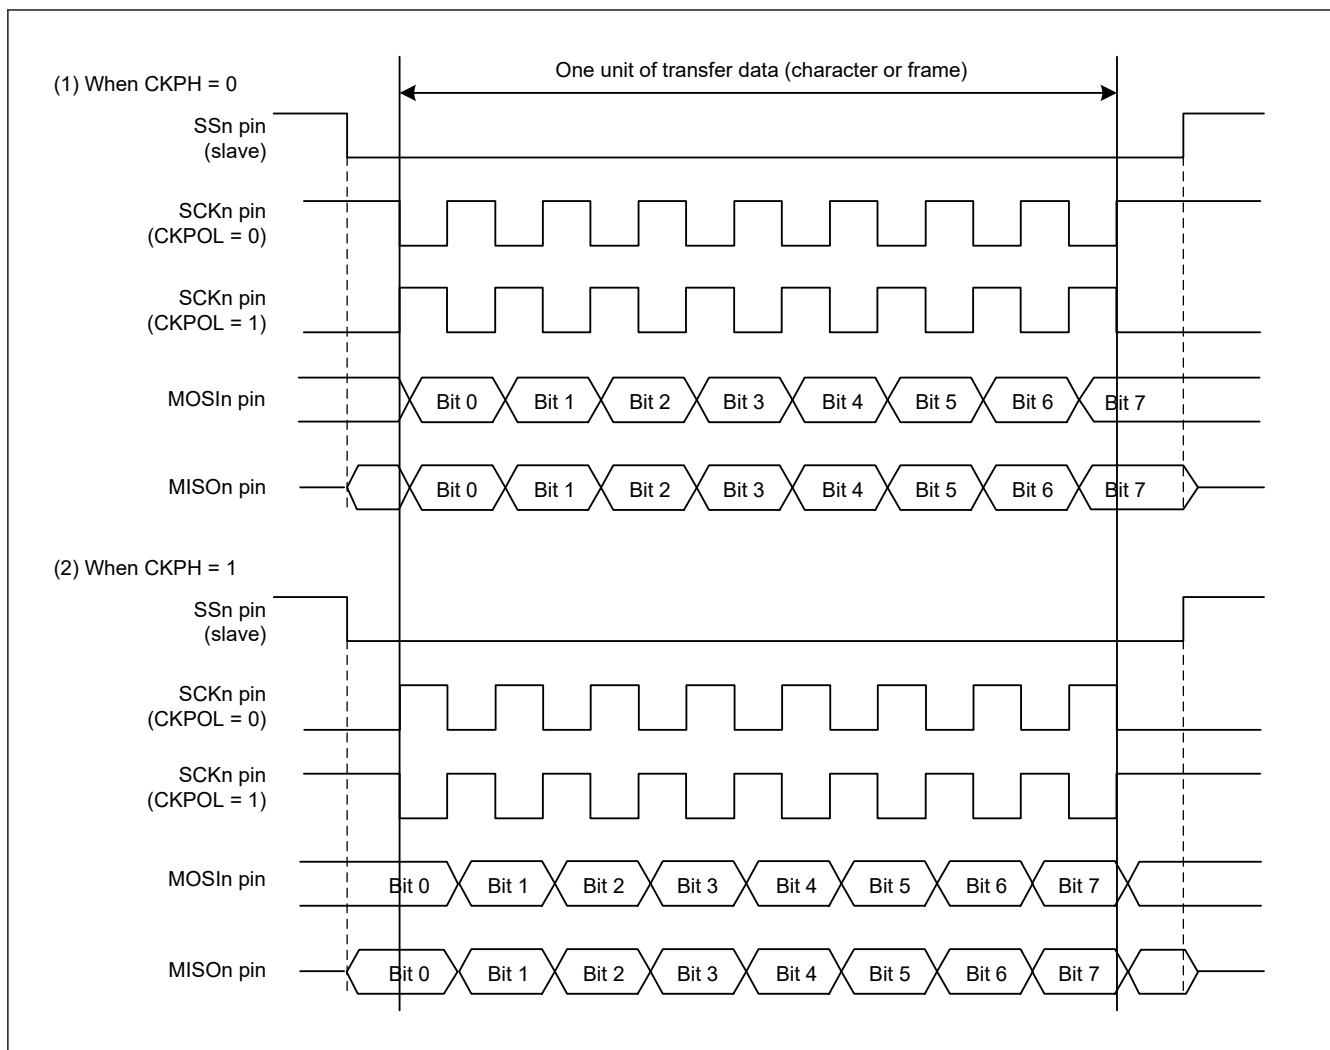 One unit of transfer data (character or frame)
(1) When CKPH = 0
SSn pin
(slave)
SCKn pin
(CKPOL = 0)
SCKn pin
(CKPOL = 1)
MOSIn pin
Bit 0 Bit 1 Bit 2 Bit 3 Bit 4 Bit 5 Bit 6 Bit 7
MISOn pin
Bit 0 Bit 1 Bit 2 Bit 3 Bit 4 Bit 5 Bit 6 Bit 7
(2) When CKPH = 1
SSn pin
(slave)
SCKn pin
(CKPOL = 0)
SCKn pin
(CKPOL = 1)
MOSIn pin
Bit 0 Bit 1 Bit 2 Bit 3 Bit 4 Bit 5 Bit 6 Bit 7
MISOn pin
Bit 0 Bit 1 Bit 2 Bit 3 Bit 4 Bit 5 Bit 6 Bit 7